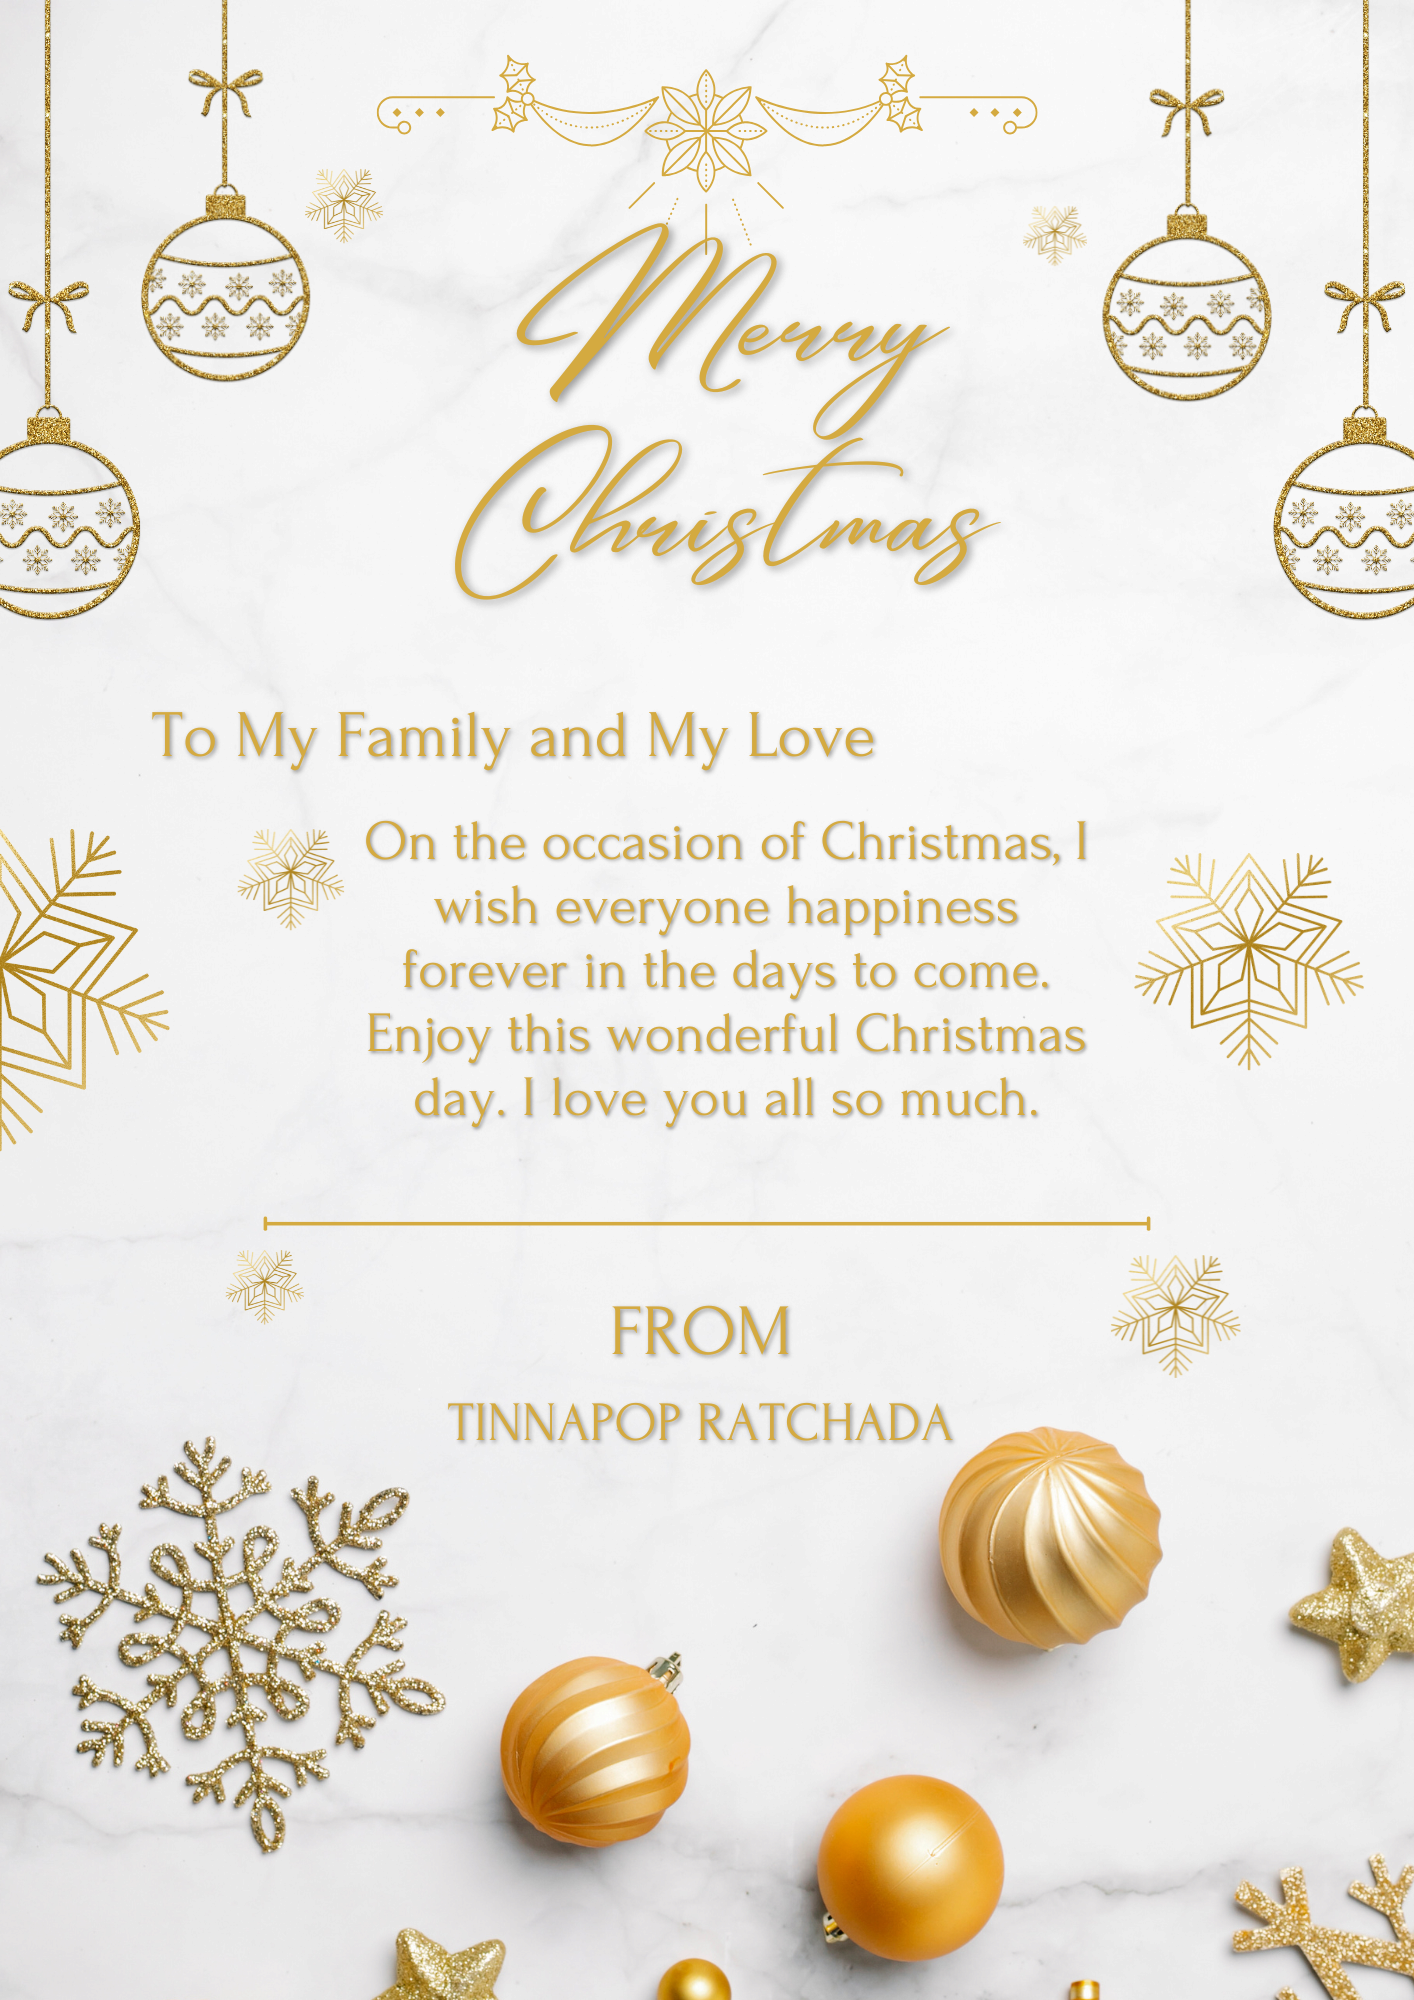 Merry
Christmas
To My Family and My Love
On the occasion of Christmas, I
wish everyone happiness
forever in the days to come.
Enjoy this wonderful Christmas
day. I love you all so much.
FROM
TINNAPOP RATCHADA